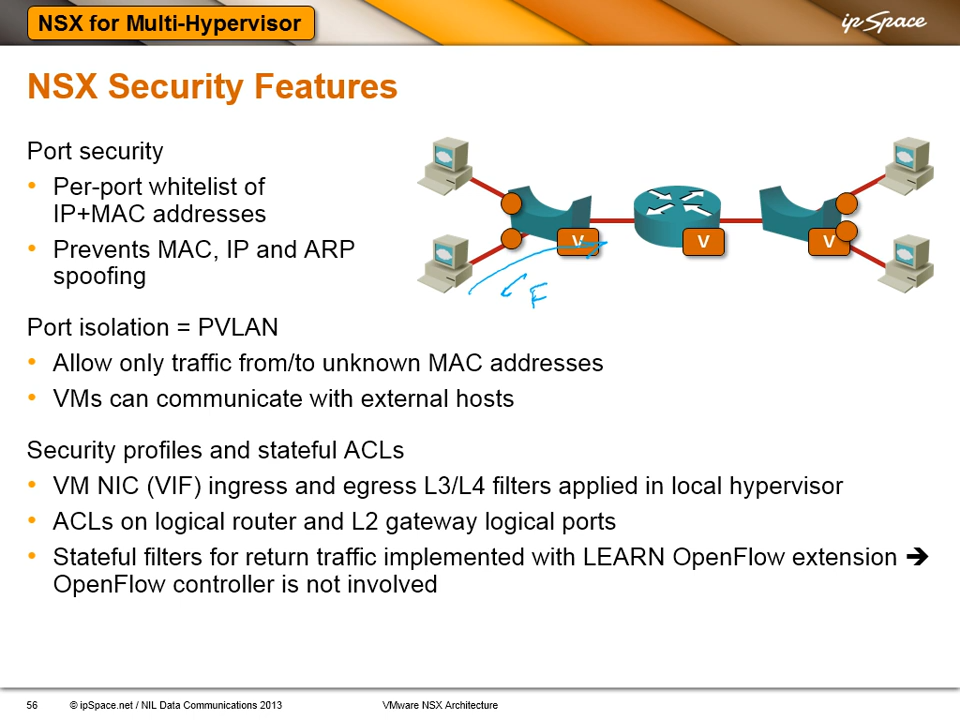 NSX for Multi-Hypervisor
ipSpace
NSX Security Features
Port security
• Per-port whitelist of
IP+MAC addresses
• Prevents MAC, IP and ARP
spoofing
V
V
V
F
Port isolation = PVLAN
• Allow only traffic from/to unknown MAC addresses
• VMs can communicate with external hosts
Security profiles and stateful ACLs
• VM NIC (VIF) ingress and egress L3/L4 filters applied in local hypervisor
• ACLs on logical router and L2 gateway logical ports
• Stateful filters for return traffic implemented with LEARN OpenFlow extension ➔
OpenFlow controller is not involved
56 © ipSpace.net / NIL Data Communications 2013 VMware NSX Architecture